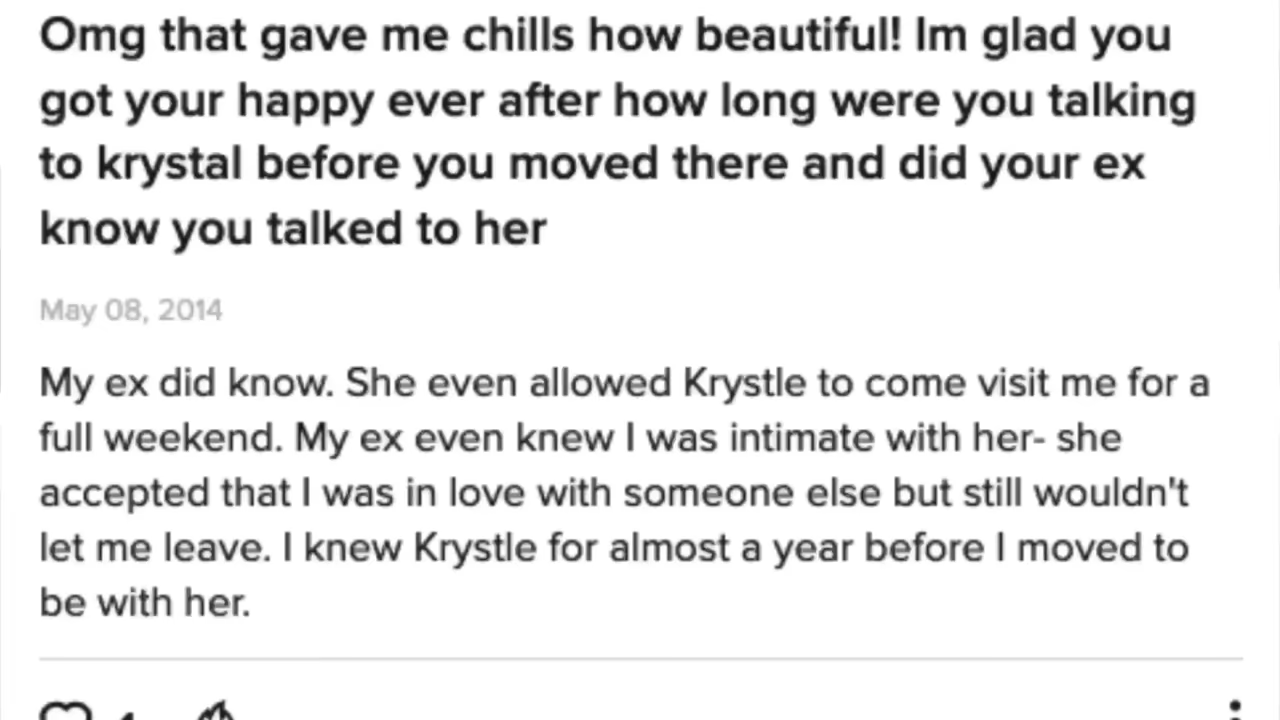 Omg that gave me chills how beautiful! Im glad you
got your happy ever after how long were you talking
to krystal before you moved there and did your ex
know you talked to her
May 08, 2014
My ex did know. She even allowed Krystle to come visit me for a
full weekend. My ex even knew I was intimate with her- she
accepted that I was in love with someone else but still wouldn't
let me leave. I knew Krystle for almost a year before I moved to
be with her.